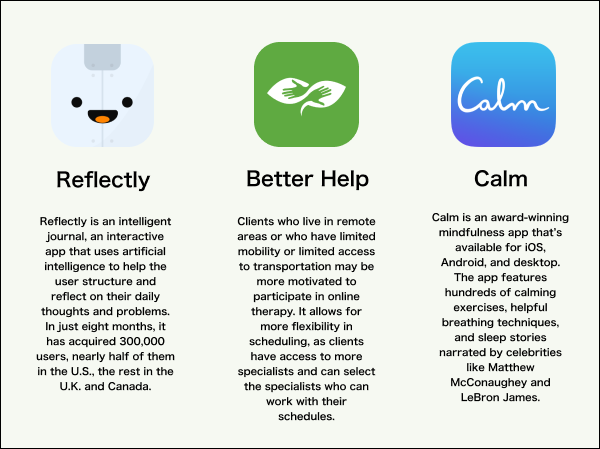 Calm
Reflectly
Reflectly is an intelligent
journal, an interactive
app that uses artificial
intelligence to help the
user structure and
reflect on their daily
thoughts and problems.
In just eight months, it
has acquired 300,000
users, nearly half of them
in the U.S., the rest in the
U.K. and Canada.
Better Help
Clients who live in remote
areas or who have limited
mobility or limited access
to transportation may be
more motivated to
participate in online
therapy. It allows for
more flexibility in
scheduling, as clients
have access to more
specialists and can select
the specialists who can
work with their
schedules.
Calm
Calm is an award-winning
mindfulness app that's
available for iOS,
Android, and desktop.
The app features
hundreds of calming
exercises, helpful
breathing techniques,
and sleep stories
narrated by celebrities
like Matthew
McConaughey and
LeBron James.